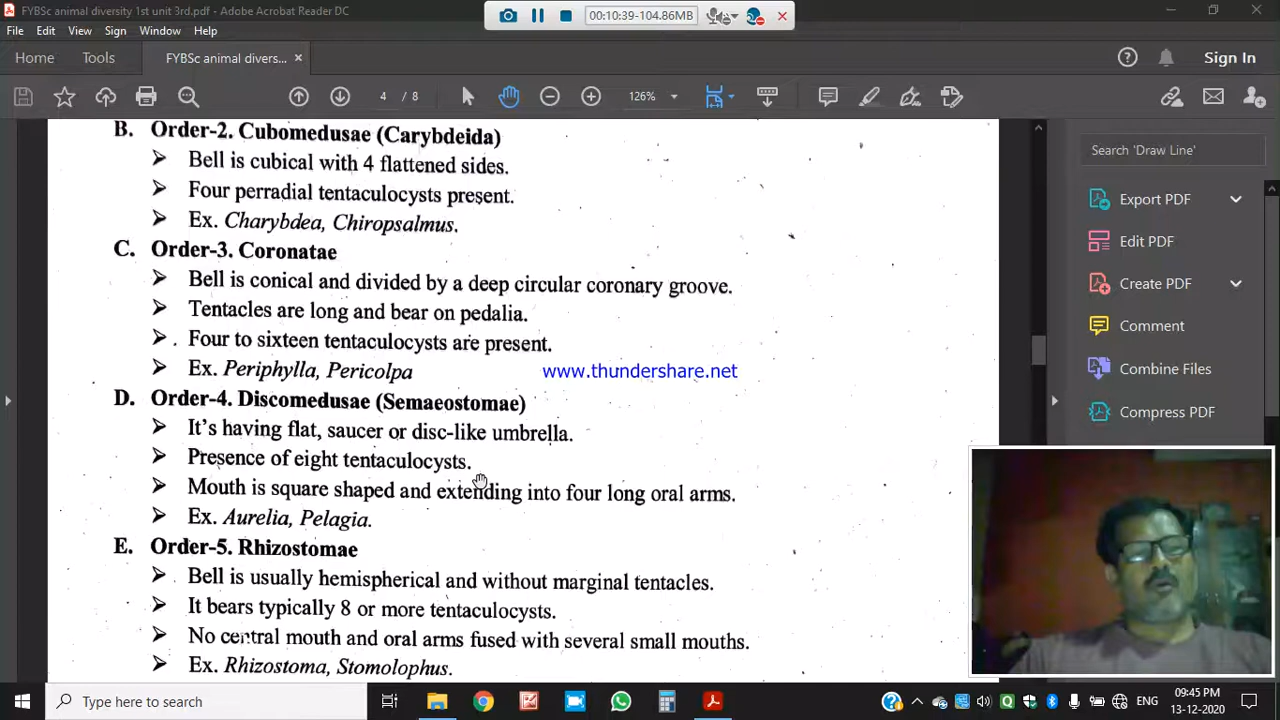 FYBSc animal diversity 1st unit 3rd.pdf - Adobe Acrobat Reader DC
00:10:39-104.86MB
File Edit View Sign Window Help
Home Tools FYBSc animal divers... ×
Sign In
4 / 8
126%
Search 'Draw Line'
B. Order-2. Cubomedusae (Carybdeida)
➢ Bell is cubical with 4 flattened sides.
➢ Four perradial tentaculocysts present.
➢ Ex. Charybdea, Chiropsalmus.
C. Order-3. Coronatae
➢ Bell is conical and divided by a deep circular coronary groove.
➢ Tentacles are long and bear on pedalia.
➢ Four to sixteen tentaculocysts are present.
➢ Ex. Periphylla, Pericolpa
www.thundershare.net
D. Order-4. Discomedusae (Semaeostomae)
➢ It's having flat, saucer or disc-like umbrella.
➢ Presence of eight tentaculocysts.
➢ Mouth is square shaped and extending into four long oral arms.
➢ Ex. Aurelia, Pelagia.
E. Order-5. Rhizostomae
➢ Bell is usually hemispherical and without marginal tentacles.
➢ It bears typically 8 or more tentaculocysts.
➢ No central mouth and oral arms fused with several small mouths.
➢ Ex. Rhizostoma, Stomolophus.
Export PDF
Edit PDF
Create PDF
Comment
Combine Files
Compress PDF
Type here to search
ENG
09:45 PM
13-12-2020